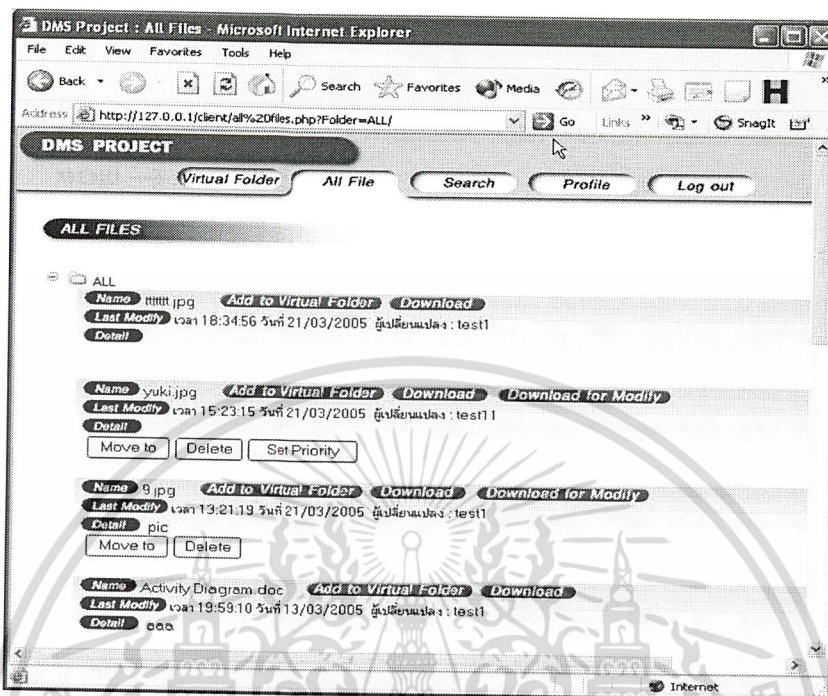 DMS Project : All Files - Microsoft Internet Explorer
File Edit View Favorites Tools Help
Back Search Favorites Media
Address http://127.0.0.1/client/all%20files.php?Folder=ALL/ Go Links » SnagIt
DMS PROJECT
Virtual Folder All File Search Profile Log out
ALL FILES
ALL
Name ttttttt.jpg Add to Virtual Folder Download
Last Modify เวลา 18:34:56 วันที่ 21/03/2005 ผู้เปลี่ยนแปลง : test1
Detail
Name yuki.jpg Add to Virtual Folder Download Download for Modify
Last Modify เวลา 15:23:15 วันที่ 21/03/2005 ผู้เปลี่ยนแปลง : test11
Detail
Move to Delete Set Priority
Name 9.jpg Add to Virtual Folder Download Download for Modify
Last Modify เวลา 13:21:19 วันที่ 21/03/2005 ผู้เปลี่ยนแปลง : test1
Detail pic
Move to Delete
Name Activity Diagram.doc Add to Virtual Folder Download
Last Modify เวลา 19:59:10 วันที่ 13/03/2005 ผู้เปลี่ยนแปลง : test1
Detail
Internet